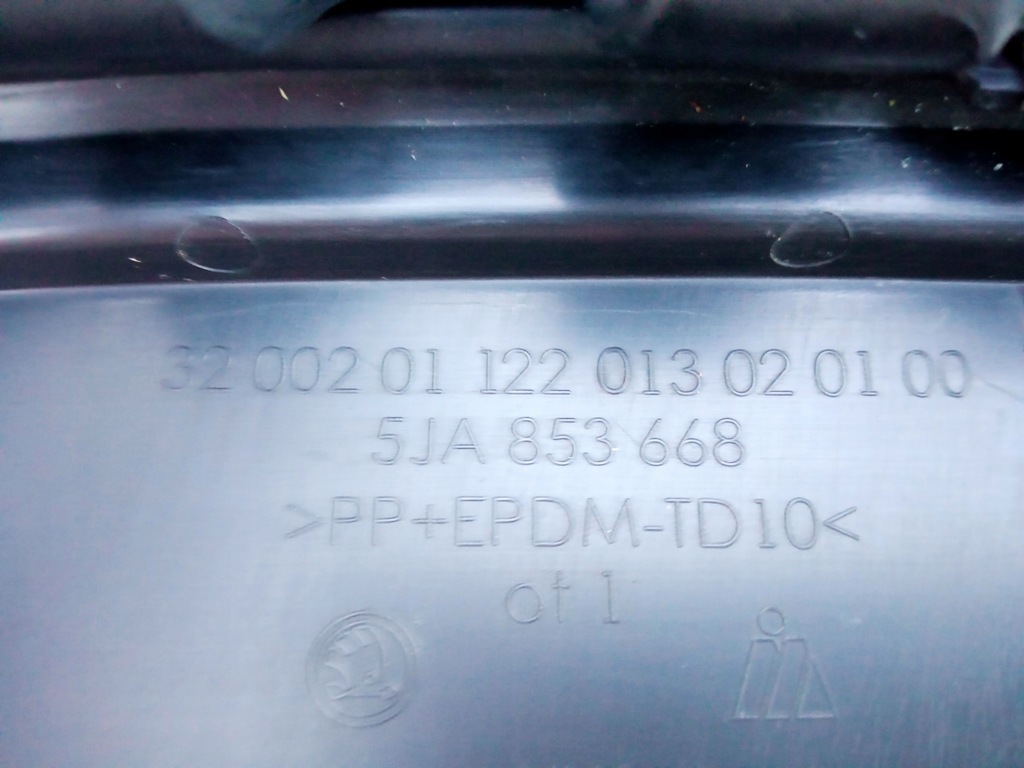 32 002 01 122 013 02 01 00
5JA 853 668
>PP+EPDM-TD10<
ot 1